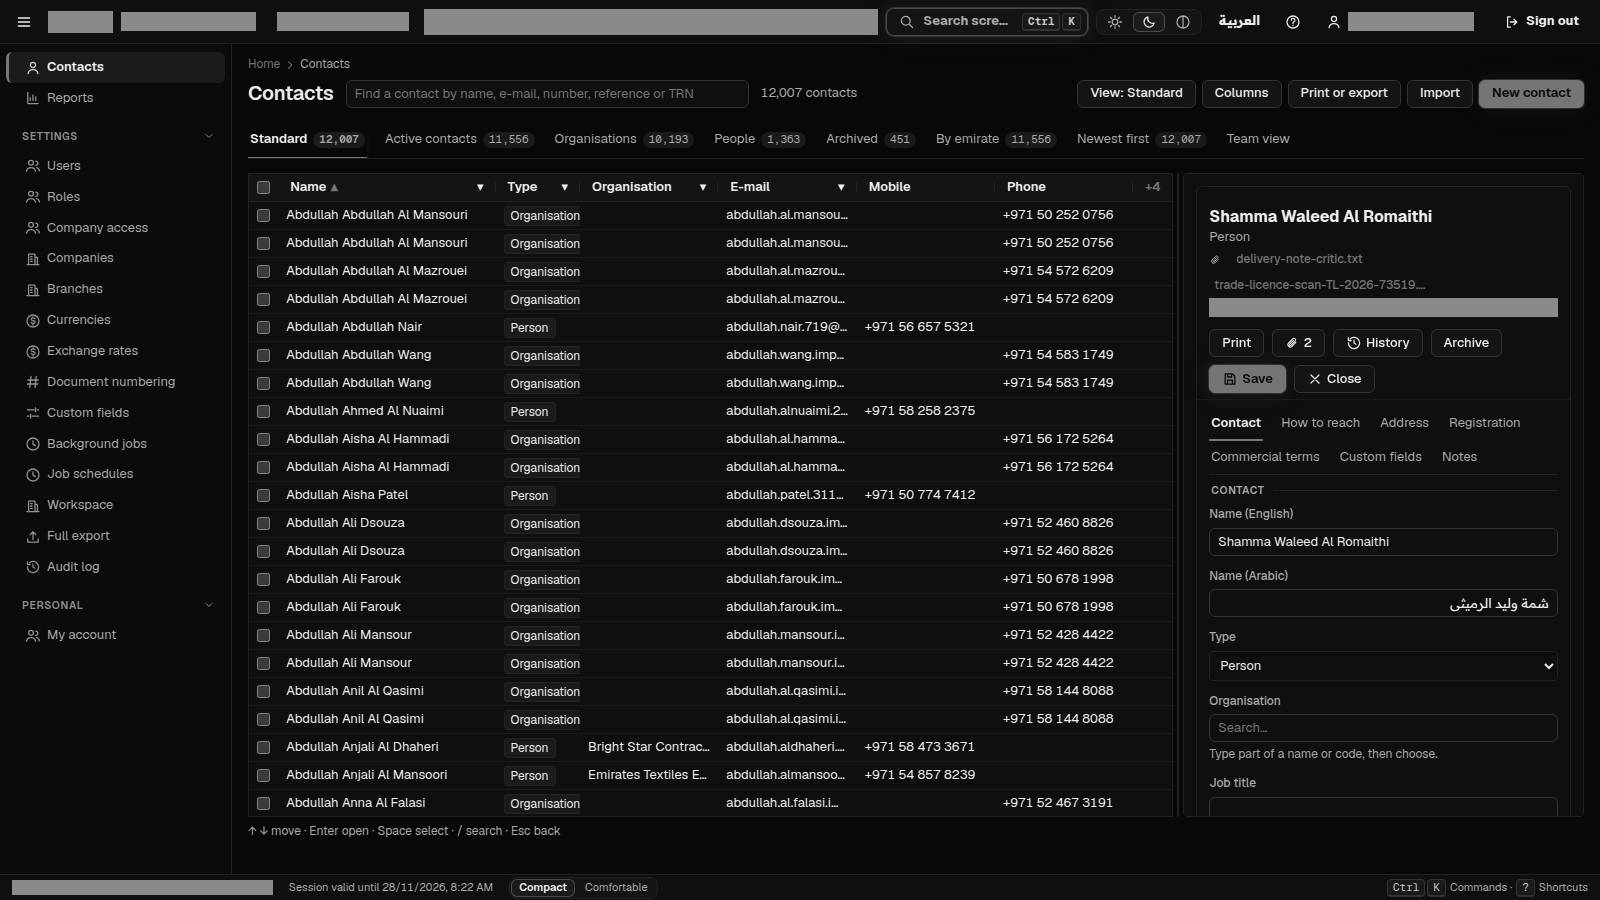 Search scre... Ctrl K العربية Sign out
Contacts
Reports
SETTINGS
Users
Roles
Company access
Companies
Branches
Currencies
Exchange rates
Document numbering
Custom fields
Background jobs
Job schedules
Workspace
Full export
Audit log
PERSONAL
My account
Home > Contacts
Contacts Find a contact by name, e-mail, number, reference or TRN 12,007 contacts View: Standard Columns Print or export Import New contact
Standard 12,007 Active contacts 11,556 Organisations 10,193 People 1,363 Archived 451 By emirate 11,556 Newest first 12,007 Team view
Name ▲ ▼ Type ▼ Organisation ▼ E-mail ▼ Mobile Phone +4
Abdullah Abdullah Al Mansouri Organisation abdullah.al.mansou... +971 50 252 0756
Abdullah Abdullah Al Mansouri Organisation abdullah.al.mansou... +971 50 252 0756
Abdullah Abdullah Al Mazrouei Organisation abdullah.al.mazrou... +971 54 572 6209
Abdullah Abdullah Al Mazrouei Organisation abdullah.al.mazrou... +971 54 572 6209
Abdullah Abdullah Nair Person abdullah.nair.719@... +971 56 657 5321
Abdullah Abdullah Wang Organisation abdullah.wang.imp... +971 54 583 1749
Abdullah Abdullah Wang Organisation abdullah.wang.imp... +971 54 583 1749
Abdullah Ahmed Al Nuaimi Person abdullah.alnuaimi.2... +971 58 258 2375
Abdullah Aisha Al Hammadi Organisation abdullah.al.hamma... +971 56 172 5264
Abdullah Aisha Al Hammadi Organisation abdullah.al.hamma... +971 56 172 5264
Abdullah Aisha Patel Person abdullah.patel.311... +971 50 774 7412
Abdullah Ali Dsouza Organisation abdullah.dsouza.im... +971 52 460 8826
Abdullah Ali Dsouza Organisation abdullah.dsouza.im... +971 52 460 8826
Abdullah Ali Farouk Organisation abdullah.farouk.im... +971 50 678 1998
Abdullah Ali Farouk Organisation abdullah.farouk.im... +971 50 678 1998
Abdullah Ali Mansour Organisation abdullah.mansour.i... +971 52 428 4422
Abdullah Ali Mansour Organisation abdullah.mansour.i... +971 52 428 4422
Abdullah Anil Al Qasimi Organisation abdullah.al.qasimi.i... +971 58 144 8088
Abdullah Anil Al Qasimi Organisation abdullah.al.qasimi.i... +971 58 144 8088
Abdullah Anjali Al Dhaheri Person Bright Star Contrac... abdullah.aldhaheri.... +971 58 473 3671
Abdullah Anjali Al Mansoori Person Emirates Textiles E... abdullah.almansoo... +971 54 857 8239
Abdullah Anna Al Falasi Organisation abdullah.al.falasi.i... +971 52 467 3191
↑↓ move · Enter open · Space select · / search · Esc back
Shamma Waleed Al Romaithi
Person
delivery-note-critic.txt
trade-licence-scan-TL-2026-73519....
Print 2 History Archive
Save Close
Contact How to reach Address Registration
Commercial terms Custom fields Notes
CONTACT
Name (English)
Shamma Waleed Al Romaithi
Name (Arabic)
شمة وليد الرميثي
Type
Person
Organisation
Search...
Type part of a name or code, then choose.
Job title
Session valid until 28/11/2026, 8:22 AM Compact Comfortable Ctrl K Commands · ? Shortcuts